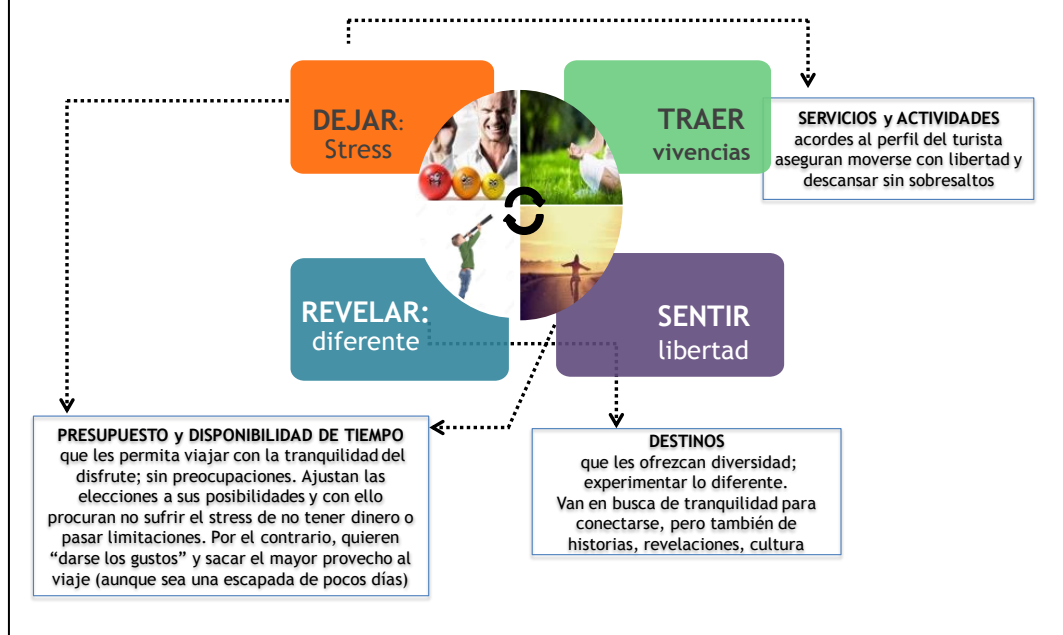 DEJAR:
Stress
TRAER
vivencias
SERVICIOS y ACTIVIDADES
acordes al perfil del turista
aseguran moverse con libertad y
descansar sin sobresaltos
REVELAR:
diferente
SENTIR
libertad
PRESUPUESTO y DISPONIBILIDAD DE TIEMPO
que les permita viajar con la tranquilidad del
disfrute; sin preocupaciones. Ajustan las
elecciones a sus posibilidades y con ello
procuran no sufrir el stress de no tener dinero o
pasar limitaciones. Por el contrario, quieren
“darse los gustos” y sacar el mayor provecho al
viaje (aunque sea una escapada de pocos días)
DESTINOS
que les ofrezcan diversidad;
experimentar lo diferente.
Van en busca de tranquilidad para
conectarse, pero también de
historias, revelaciones, cultura